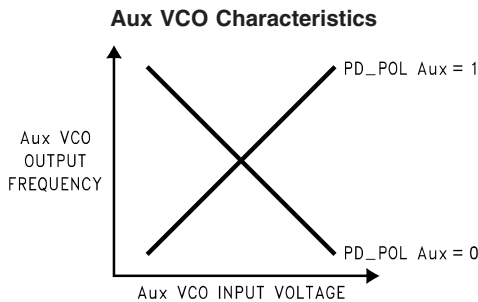 Aux VCO Characteristics
PD_POL Aux = 1
Aux VCO
OUTPUT
FREQUENCY
PD_POL Aux = 0
Aux VCO INPUT VOLTAGE